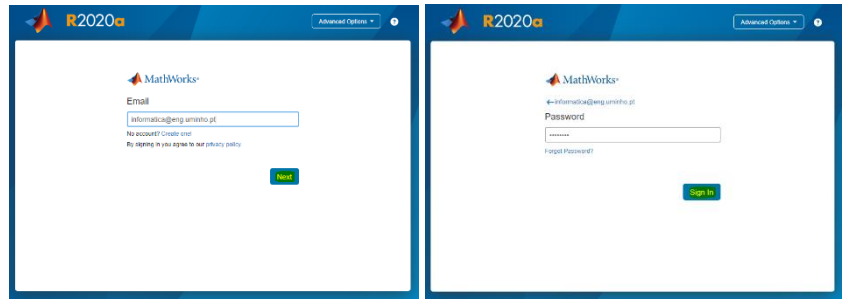 R2020a
Advanced Options
?
MathWorks®
Email
informatica@eng.uminho.pt
No account? Create one!
By signing in you agree to our privacy policy.
Next
R2020a
Advanced Options
?
MathWorks®
informatica@eng.uminho.pt
Password
••••••••
Forgot Password?
Sign In